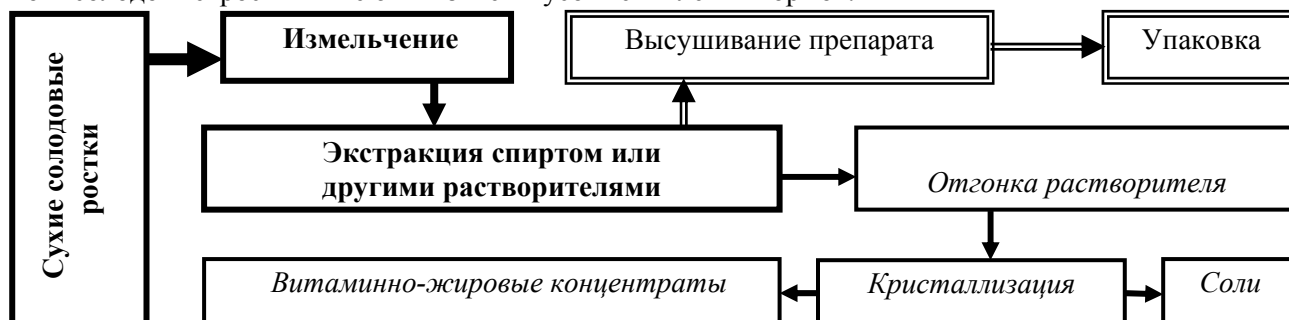 Сухие солодовые
ростки
Измельчение
Высушивание препарата
Упаковка
Экстракция спиртом или
другими растворителями
Отгонка растворителя
Витаминно-жировые концентраты
Кристаллизация
Соли